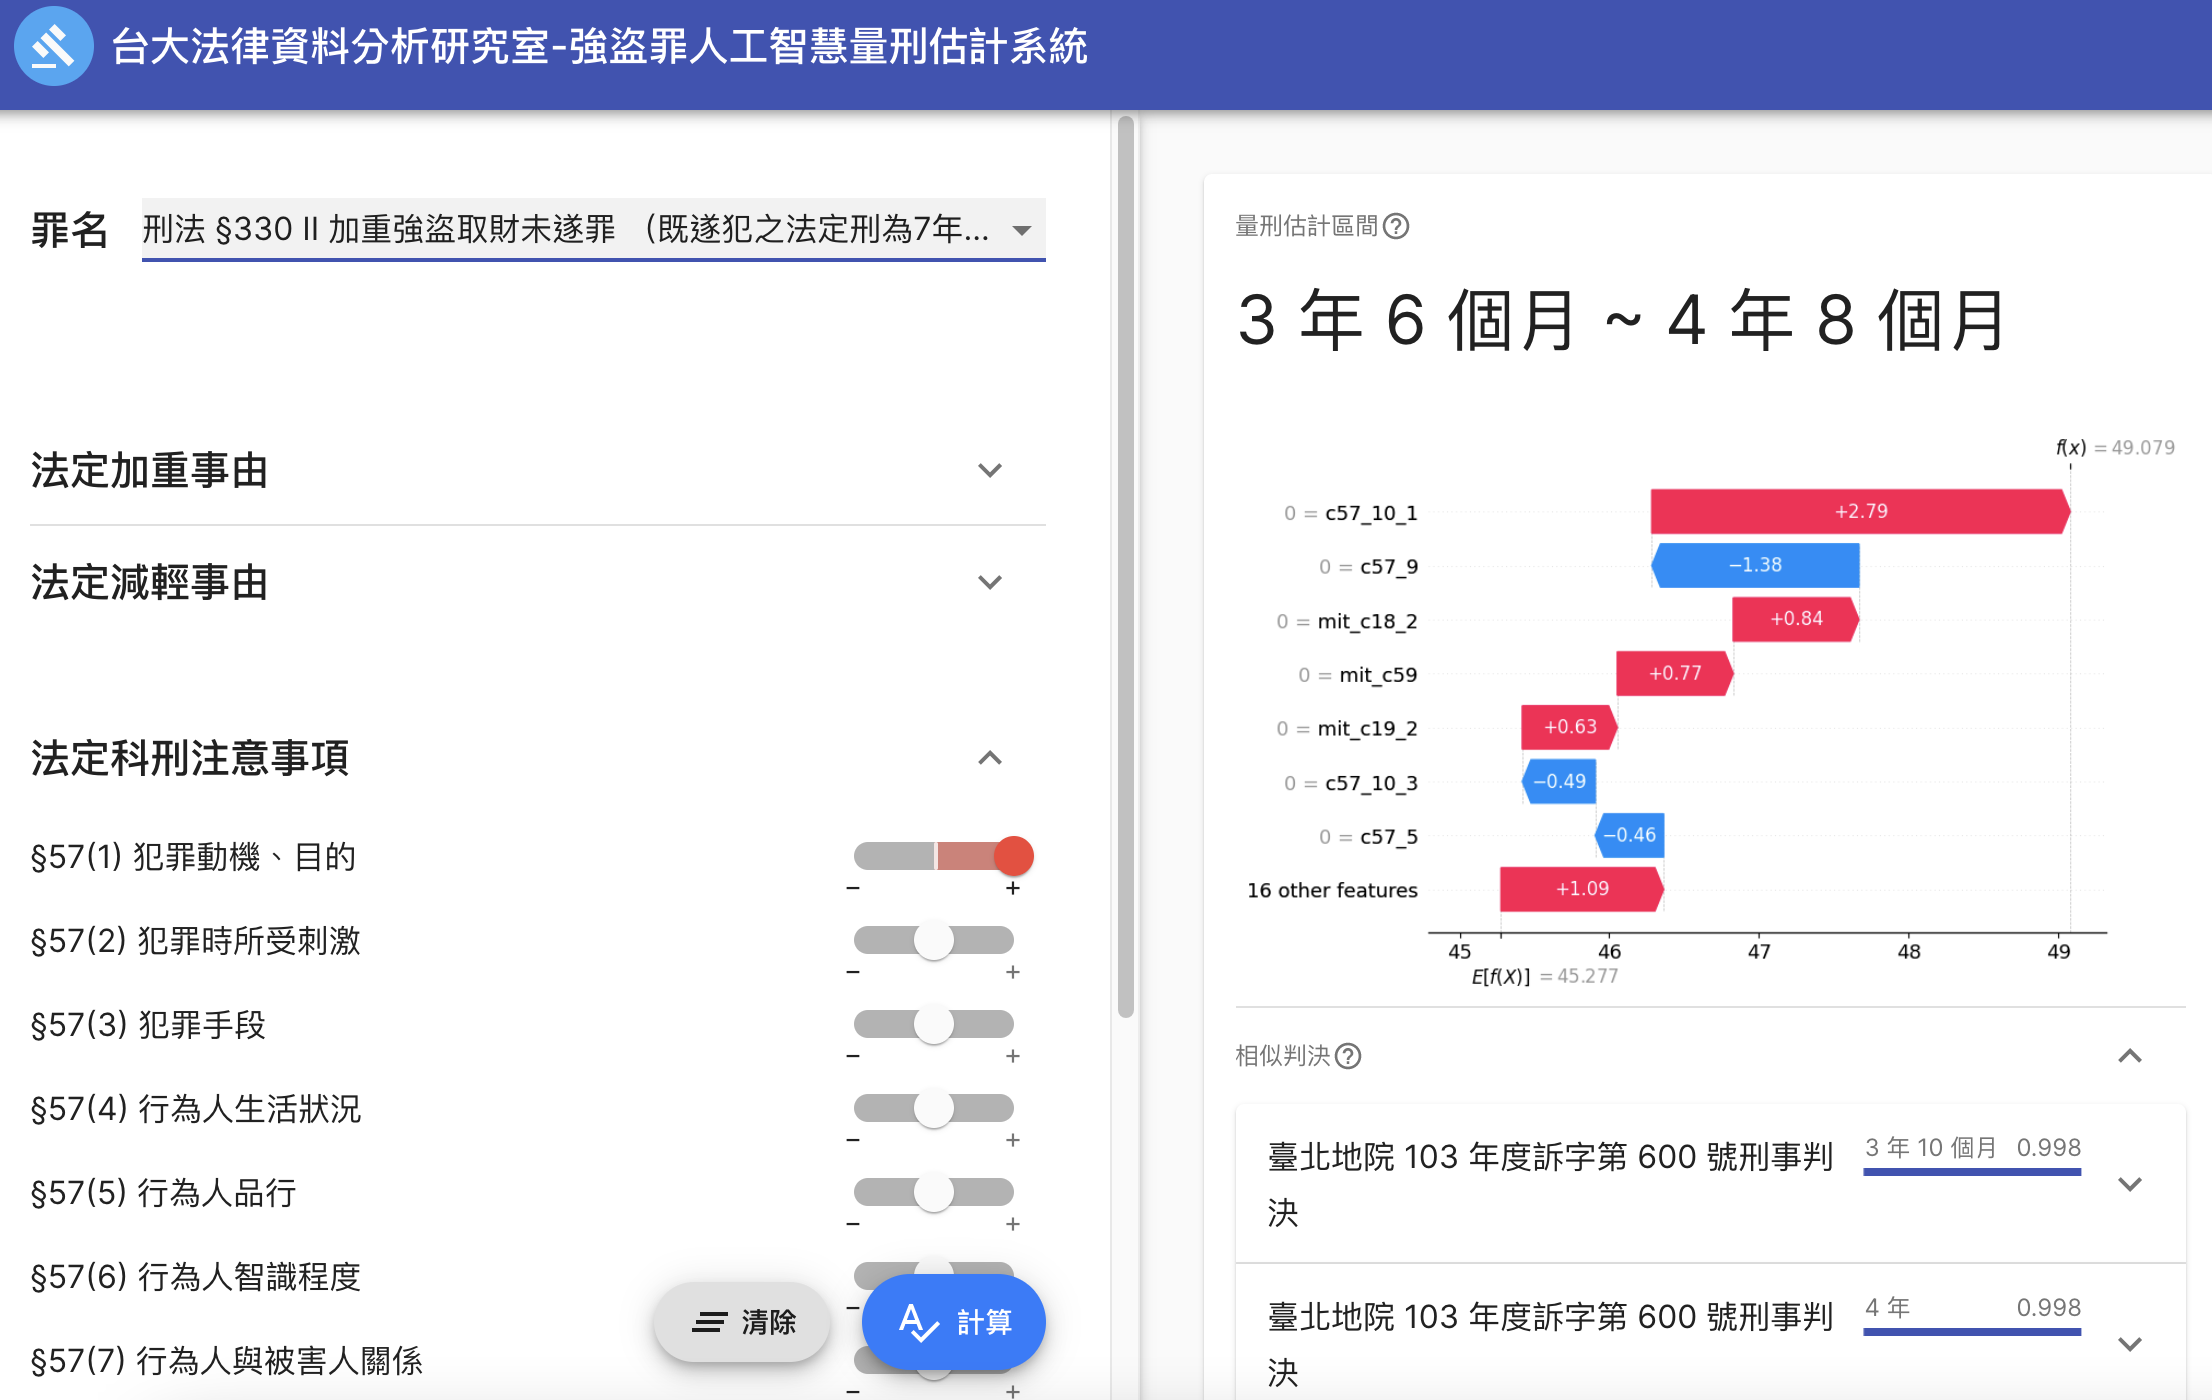 台大法律資料分析研究室-強盜罪人工智慧量刑估計系統
罪名
刑法 §330 II 加重強盜取財未遂罪 （既遂犯之法定刑為7年...
法定加重事由
法定減輕事由
法定科刑注意事項
§57(1) 犯罪動機、目的
− +
§57(2) 犯罪時所受刺激
− +
§57(3) 犯罪手段
− +
§57(4) 行為人生活狀況
− +
§57(5) 行為人品行
− +
§57(6) 行為人智識程度
−
§57(7) 行為人與被害人關係
− +
清除
計算
量刑估計區間?
3 年 6 個月 ~ 4 年 8 個月
f(x) = 49.079
0 = c57_10_1 +2.79
0 = c57_9 −1.38
0 = mit_c18_2 +0.84
0 = mit_c59 +0.77
0 = mit_c19_2 +0.63
0 = c57_10_3 −0.49
0 = c57_5 −0.46
16 other features +1.09
45 46 47 48 49
E[f(X)] = 45.277
相似判決?
臺北地院 103 年度訴字第 600 號刑事判
決
3 年 10 個月 0.998
臺北地院 103 年度訴字第 600 號刑事判
決
4 年 0.998